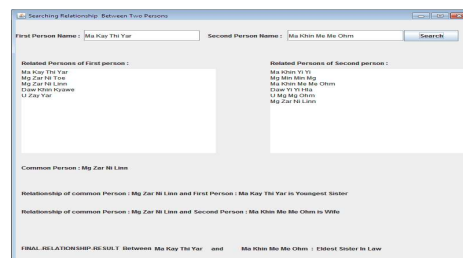 Searching Relationship Between Two Persons
First Person Name : Ma Kay Thi Yar Second Person Name : Ma Khin Me Me Ohm Search
Related Persons of First person :
Ma Kay Thi Yar
Mg Zar Ni Toe
Mg Zar Ni Linn
Daw Khin Kyawe
U Zay Yar
Related Persons of Second person :
Ma Khin Yi Yi
Mg Min Min Mg
Ma Khin Me Me Ohm
Daw Yi Yi Hta
U Mg Mg Ohm
Mg Zar Ni Linn
Common Person : Mg Zar Ni Linn
Relationship of common Person : Mg Zar Ni Linn and First Person : Ma Kay Thi Yar is Youngest Sister
Relationship of common Person : Mg Zar Ni Linn and Second Person : Ma Khin Me Me Ohm is Wife
FINAL-RELATIONSHIP-RESULT Between Ma Kay Thi Yar and Ma Khin Me Me Ohm : Eldest Sister In Law